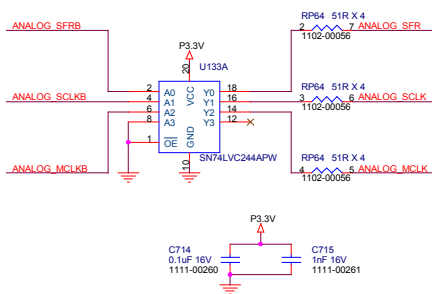 RP64 51R X 4
ANALOG_SFRB
2
7
ANALOG_SFR
1102-00056
P3.3V
20
U133A
2
A0
VCC
Y0
18
RP64 51R X 4
ANALOG_SCLKB
4
A1
Y1
16
3
6
ANALOG_SCLK
6
A2
Y2
14
1102-00056
8
A3
Y3
12
1
OE
GND
SN74LVC244APW
RP64 51R X 4
10
ANALOG_MCLKB
4
5
ANALOG_MCLK
1102-00056
P3.3V
C714
0.1uF 16V
1111-00260
C715
1nF 16V
1111-00261